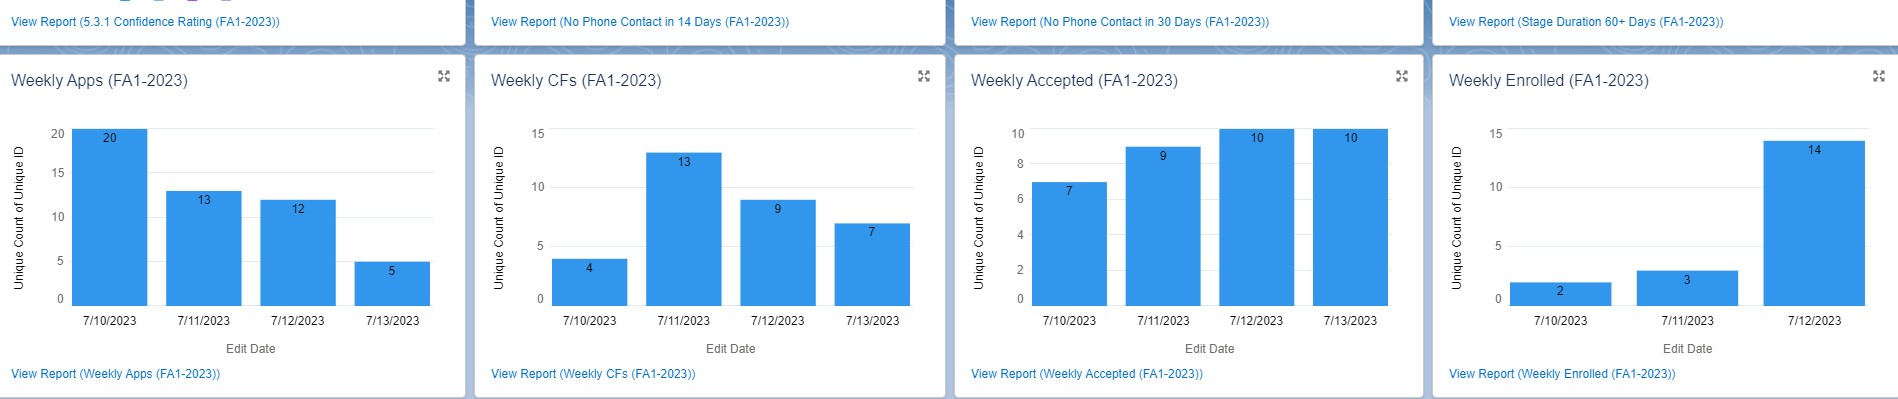 View Report (5.3.1 Confidence Rating (FA1-2023))
View Report (No Phone Contact in 14 Days (FA1-2023))
View Report (No Phone Contact in 30 Days (FA1-2023))
View Report (Stage Duration 60+ Days (FA1-2023))
Weekly Apps (FA1-2023)
Unique Count of Unique ID
20
15
10
5
0
20
13
12
5
7/10/2023
7/11/2023
7/12/2023
7/13/2023
Edit Date
View Report (Weekly Apps (FA1-2023))
Weekly CFs (FA1-2023)
Unique Count of Unique ID
15
10
5
0
4
13
9
7
7/10/2023
7/11/2023
7/12/2023
7/13/2023
Edit Date
View Report (Weekly CFs (FA1-2023))
Weekly Accepted (FA1-2023)
Unique Count of Unique ID
10
8
6
4
2
0
7
9
10
10
7/10/2023
7/11/2023
7/12/2023
7/13/2023
Edit Date
View Report (Weekly Accepted (FA1-2023))
Weekly Enrolled (FA1-2023)
Unique Count of Unique ID
15
10
5
0
2
3
14
7/10/2023
7/11/2023
7/12/2023
Edit Date
View Report (Weekly Enrolled (FA1-2023))